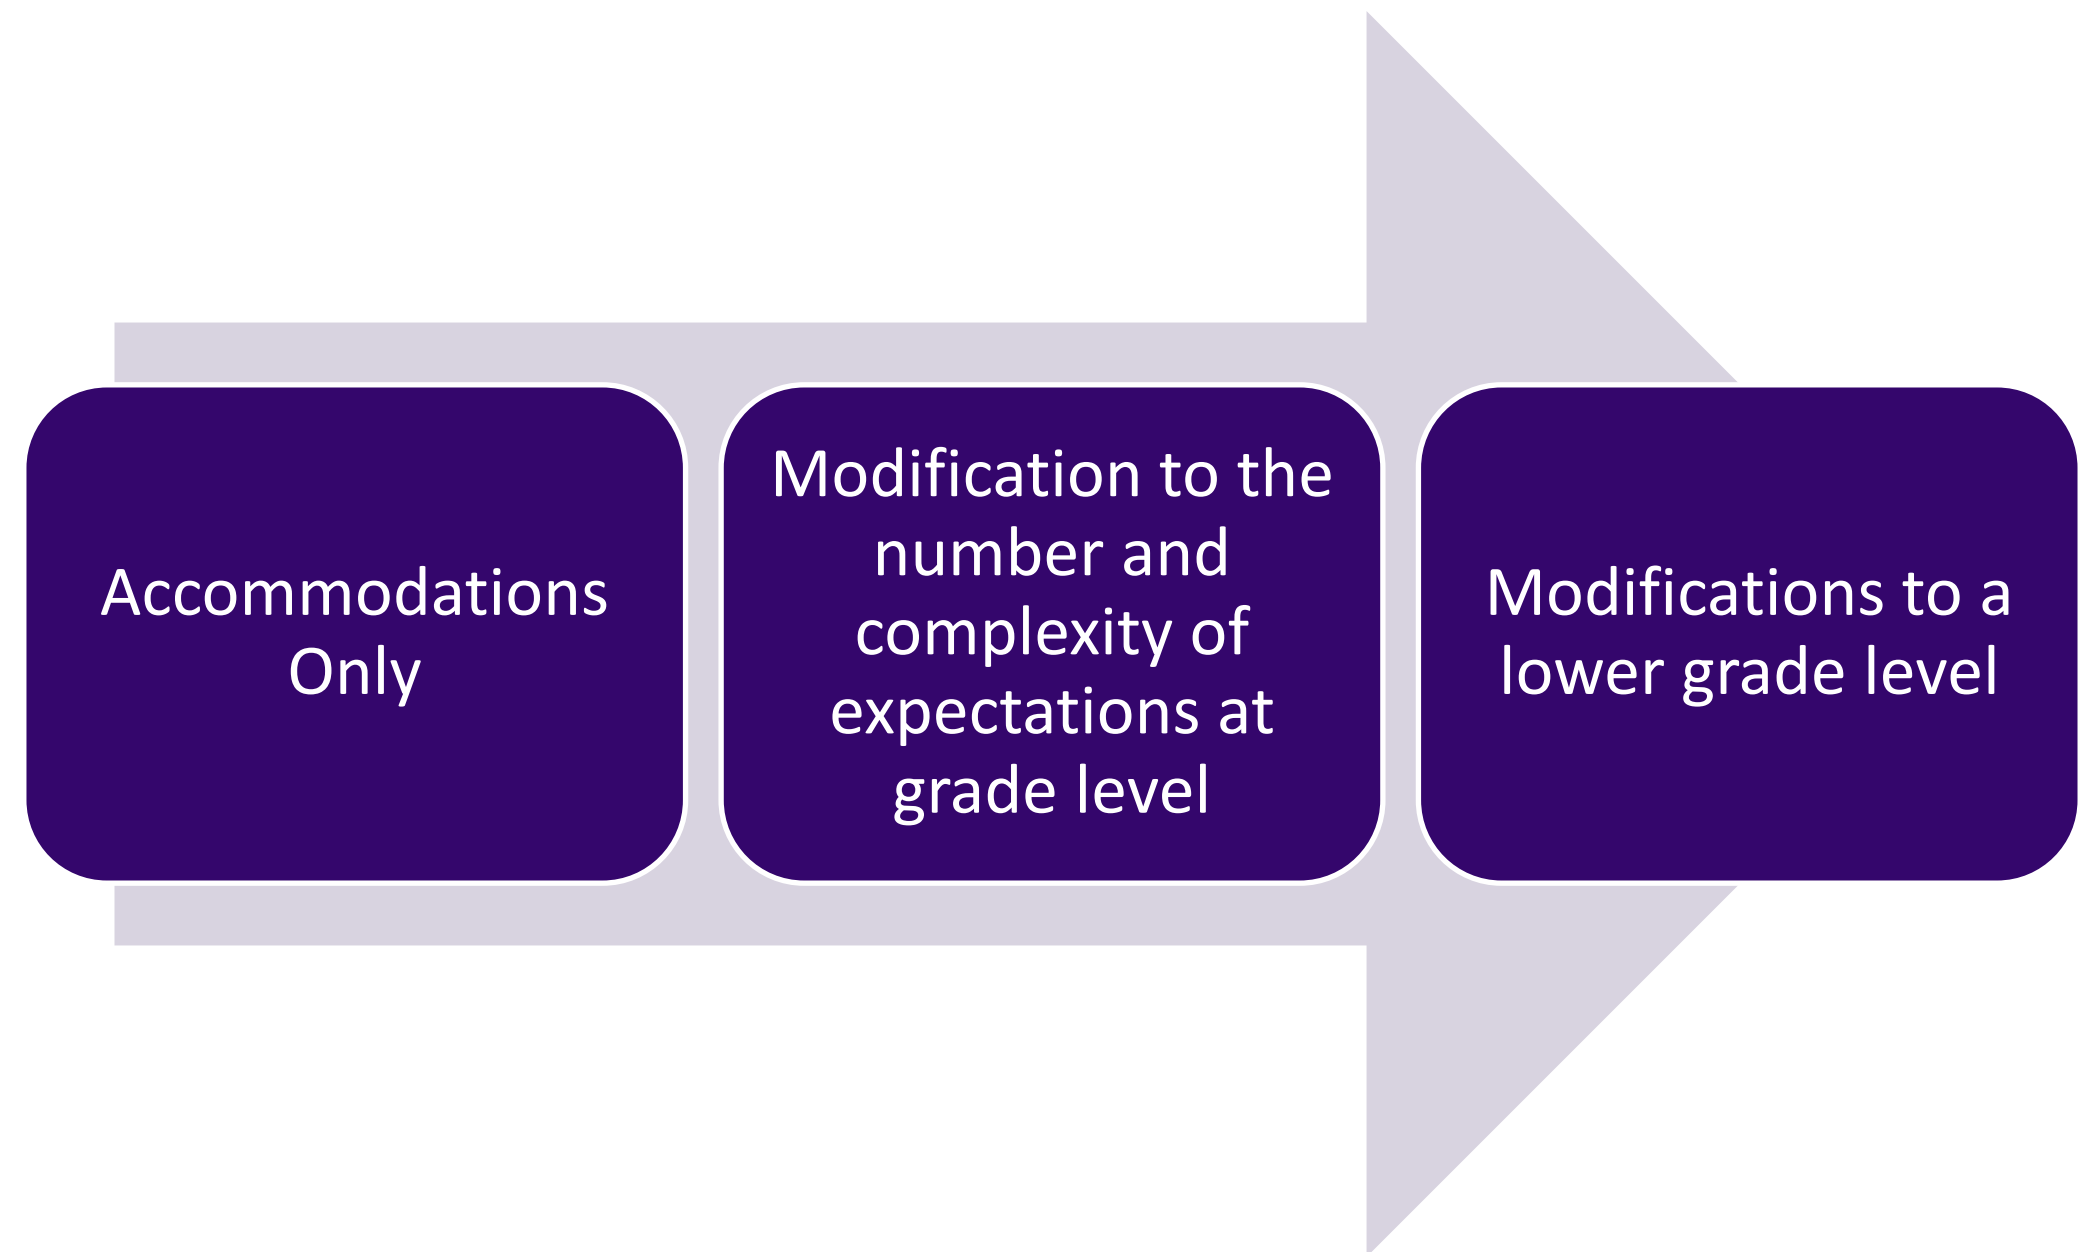 Accommodations
Only
Modification to the
number and
complexity of
expectations at
grade level
Modifications to a
lower grade level